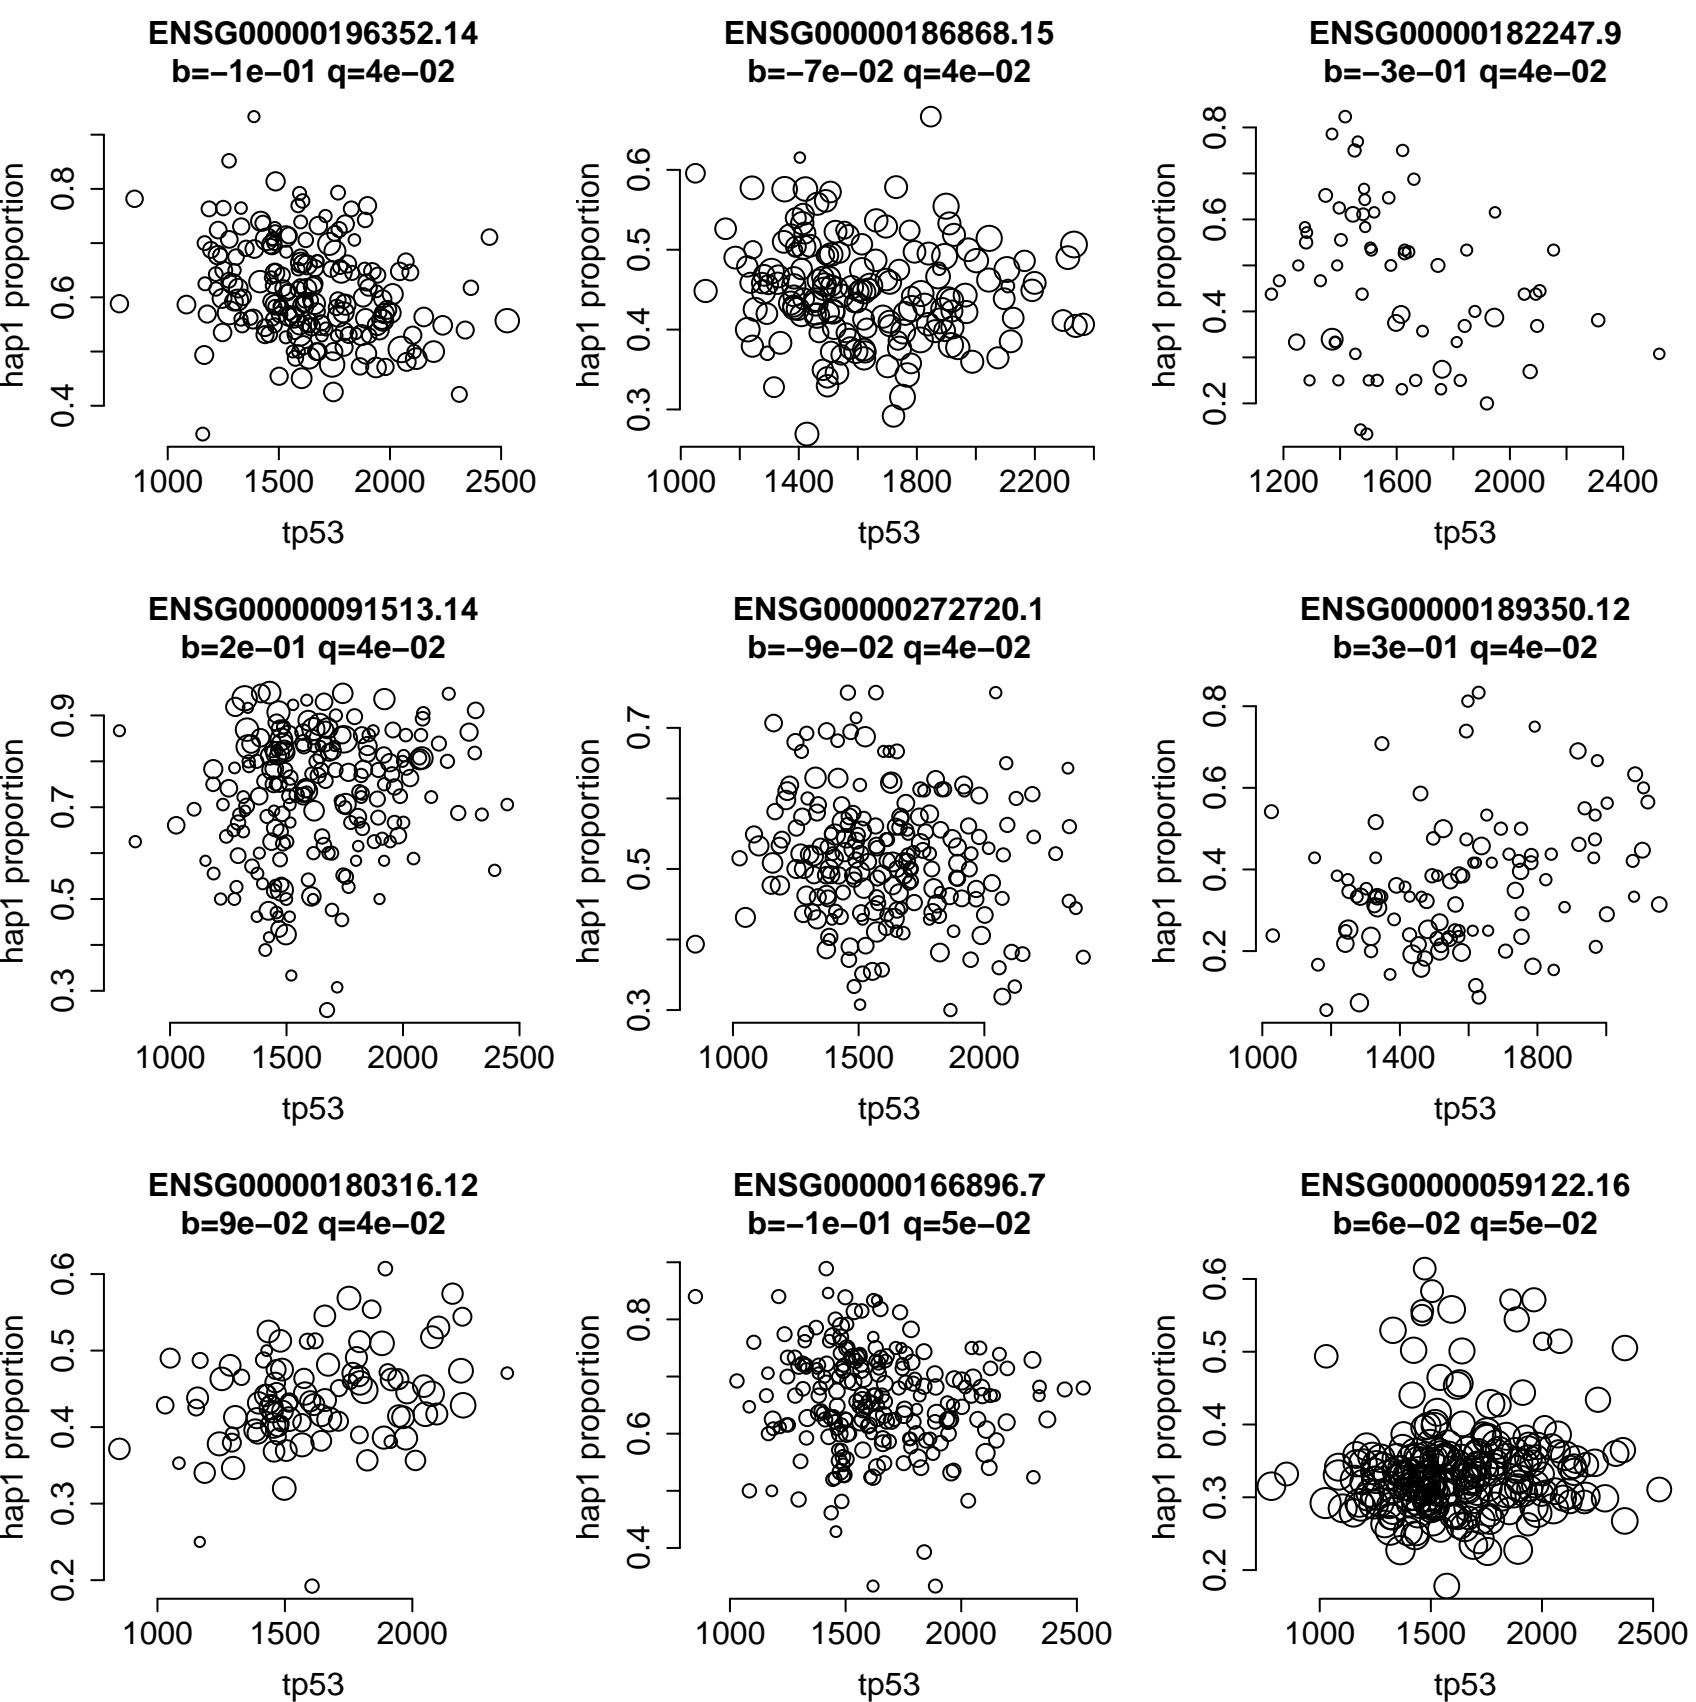 ENSG00000196352.14
b=−1e−01 q=4e−02
hap1 proportion
0.4 0.6 0.8
1000 1500 2000
tp53
ENSG00000186868.15
b=−7e−02 q=4e−02
hap1 proportion
0.3 0.4 0.5 0.6
1000 1400 1800 2200
tp53
ENSG00000182247.9
b=−3e−01 q=4e−02
hap1 proportion
0.2 0.4 0.6 0.8
1200 1600 2000 2400
tp53
ENSG00000091513.14
b=2e−01 q=4e−02
hap1 proportion
0.3 0.5 0.7 0.9
1000 1500 2000 2500
tp53
ENSG00000272720.1
b=−9e−02 q=4e−02
hap1 proportion
0.3 0.5 0.7
1000 1500 2000
tp53
ENSG00000189350.12
b=3e−01 q=4e−02
hap1 proportion
0.2 0.4 0.6 0.8
1000 1400 1800
tp53
ENSG00000180316.12
b=9e−02 q=4e−02
hap1 proportion
0.2 0.3 0.4 0.5 0.6
1000 1500 2000
tp53
ENSG00000166896.7
b=−1e−01 q=5e−02
hap1 proportion
0.4 0.6 0.8
1000 1500 2000 2500
tp53
ENSG00000059122.16
b=6e−02 q=5e−02
hap1 proportion
0.2 0.3 0.4 0.5 0.6
1000 1500 2000 2500
tp53